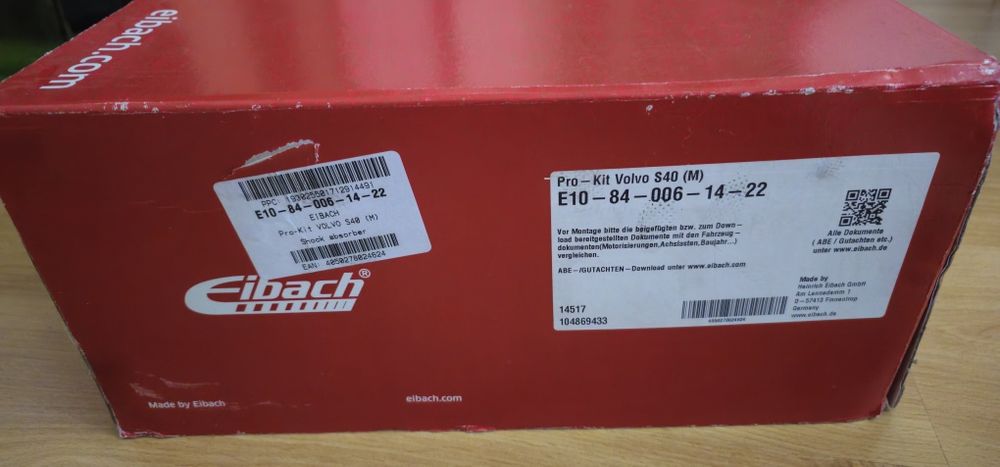 eibach.com
PPC: 1930255017129144​91
E10-84-006-14-22
EIBACH
Pro-Kit VOLVO S40 (M)
Shock absorber
EAN: 4050276024624
Eibach®
Made by Eibach
eibach.com
Pro-Kit Volvo S40 (M)
E10-84-006-14-22
Vor Montage bitte die beigefügten bzw. zum Down-
load bereitgestellten Dokumente mit den Fahrzeug-
dokumenten(Motorisierungen,Achslasten,Baujahr...)
vergleichen.
ABE-/GUTACHTEN-Download unter www.eibach.com
14517
104869433
Alle Dokumente
( ABE / Gutachten etc.)
unter www.eibach.de
Made by
Heinrich Eibach GmbH
Am Lennedamm 1
D-57413 Finnentrop
Germany
www.eibach.de